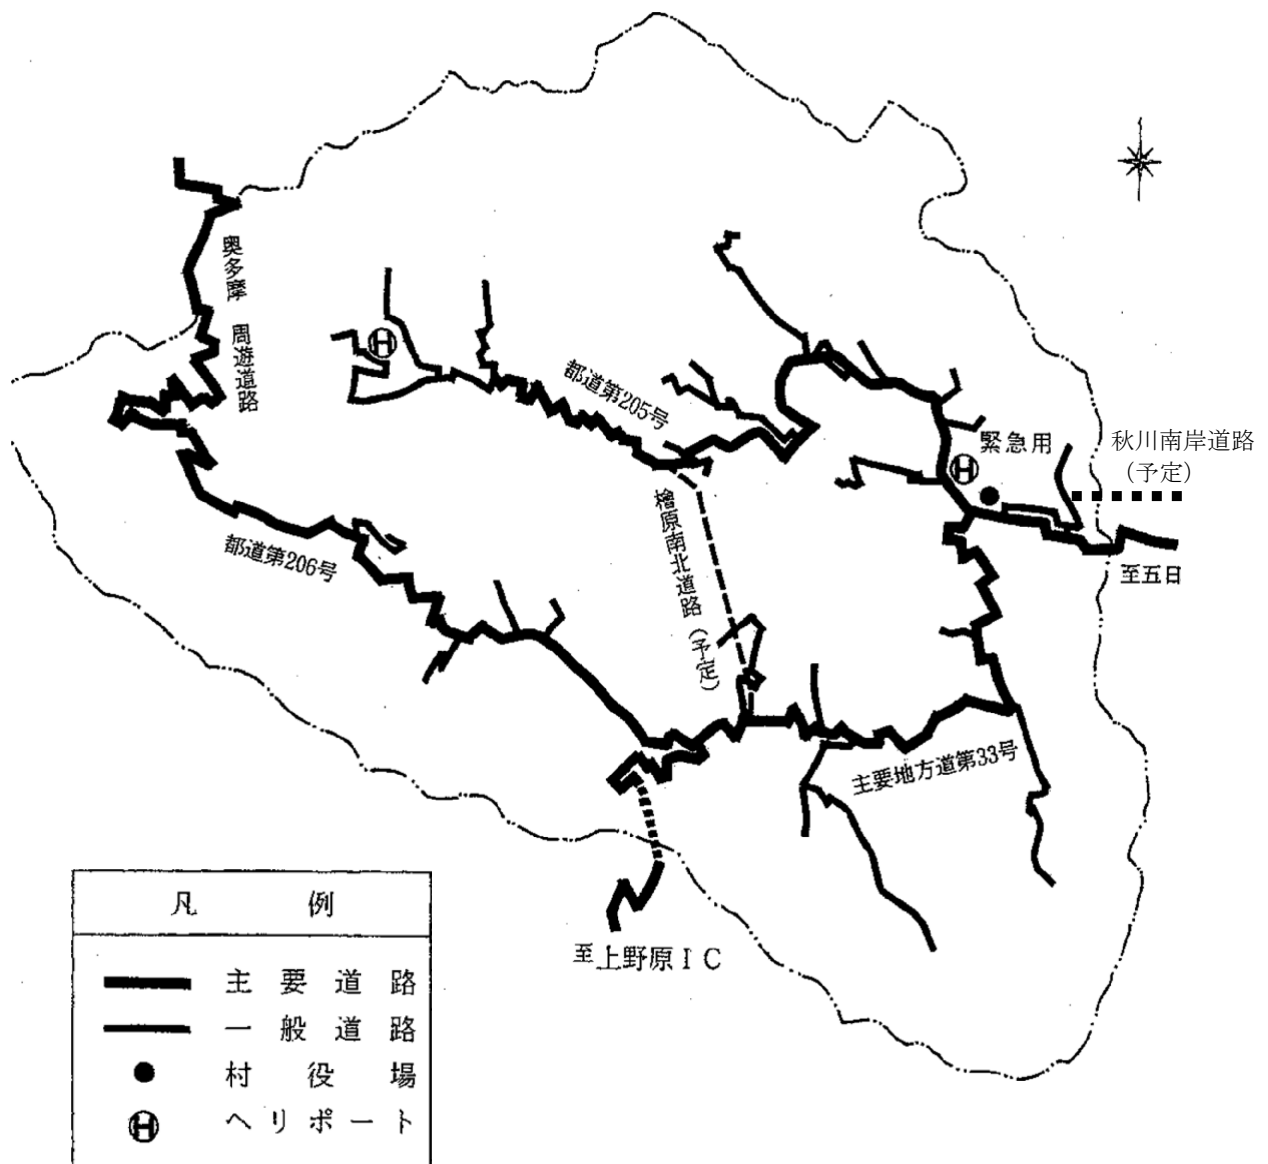 奥多摩 周遊道路
都道第205号
緊急用
秋川南岸道路
（予定）
至五日
檜原南北道路（予定）
都道第206号
主要地方道第33号
至上野原ＩＣ
凡 例
主要道路
一般道路
村役場
ヘリポート
H
H
H